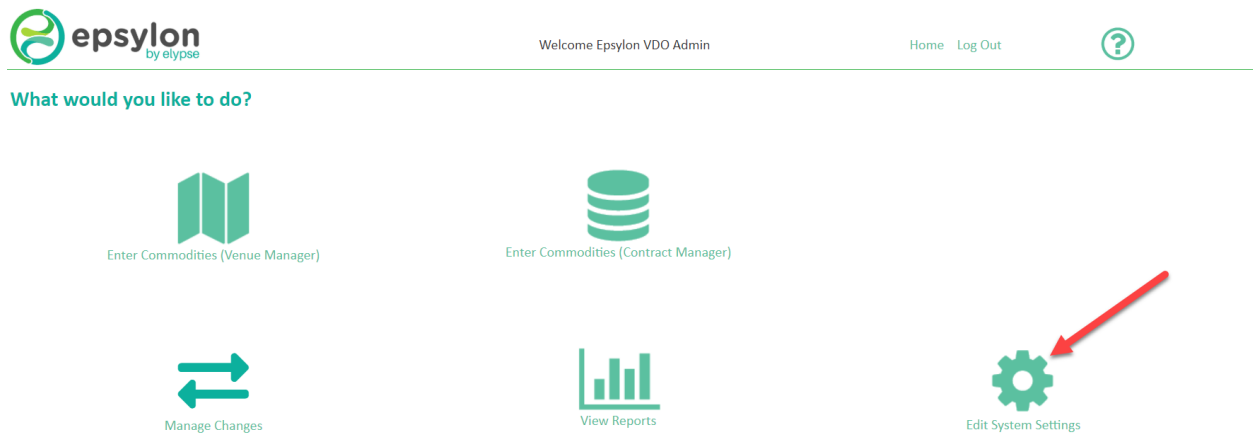 epsylon
by elypse
Welcome Epsylon VDO Admin
Home Log Out
?
What would you like to do?
Enter Commodities (Venue Manager)
Enter Commodities (Contract Manager)
Manage Changes
View Reports
Edit System Settings